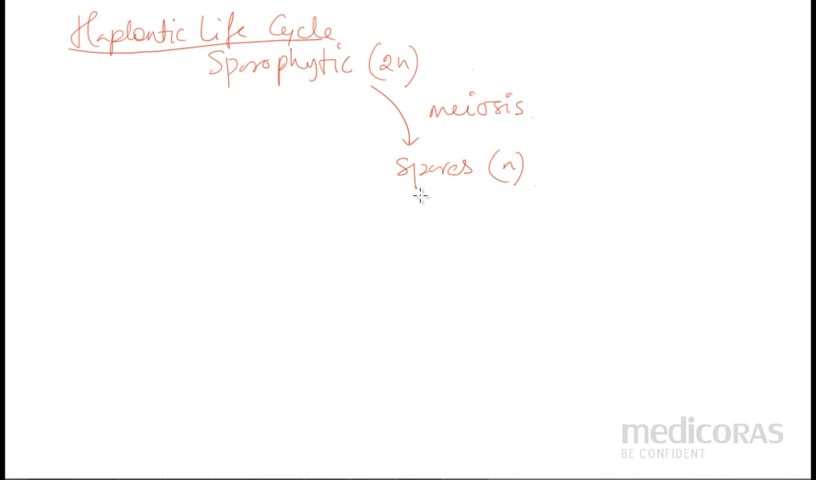 Haplontic Life Cycle
Sporophytic (2n)
meiosis
Spores (n)
medicoRAS
BE CONFIDENT